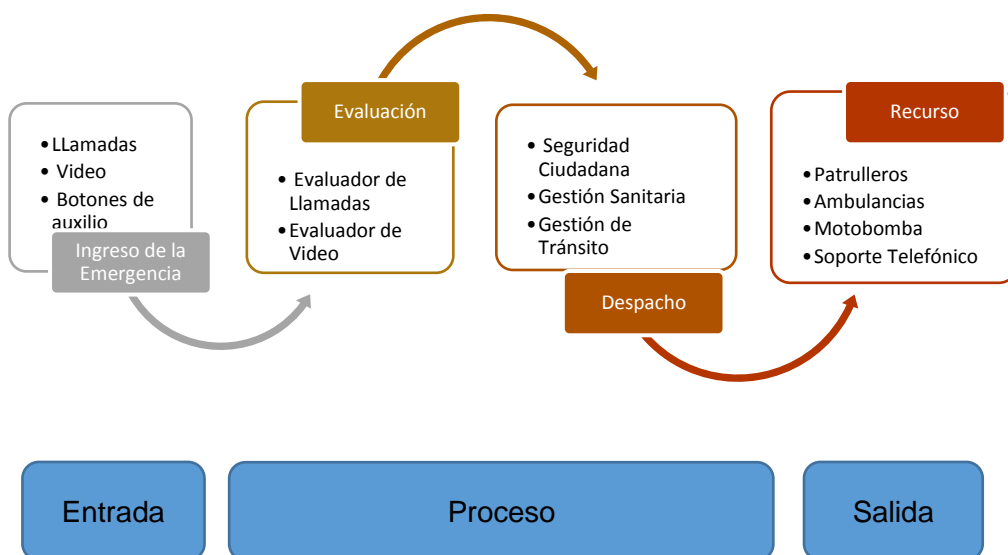 • LLamadas
• Video
• Botones de
auxilio
Ingreso de la
Emergencia
Evaluación
• Evaluador de
Llamadas
• Evaluador de
Video
• Seguridad
Ciudadana
• Gestión Sanitaria
• Gestión de
Tránsito
Despacho
Recurso
• Patrulleros
• Ambulancias
• Motobomba
• Soporte Telefónico
Entrada
Proceso
Salida